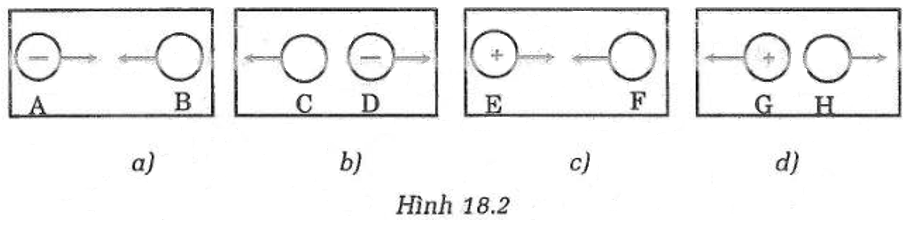 − + +
−
A B C D E F G H
a) b) c) d)
Hình 18.2